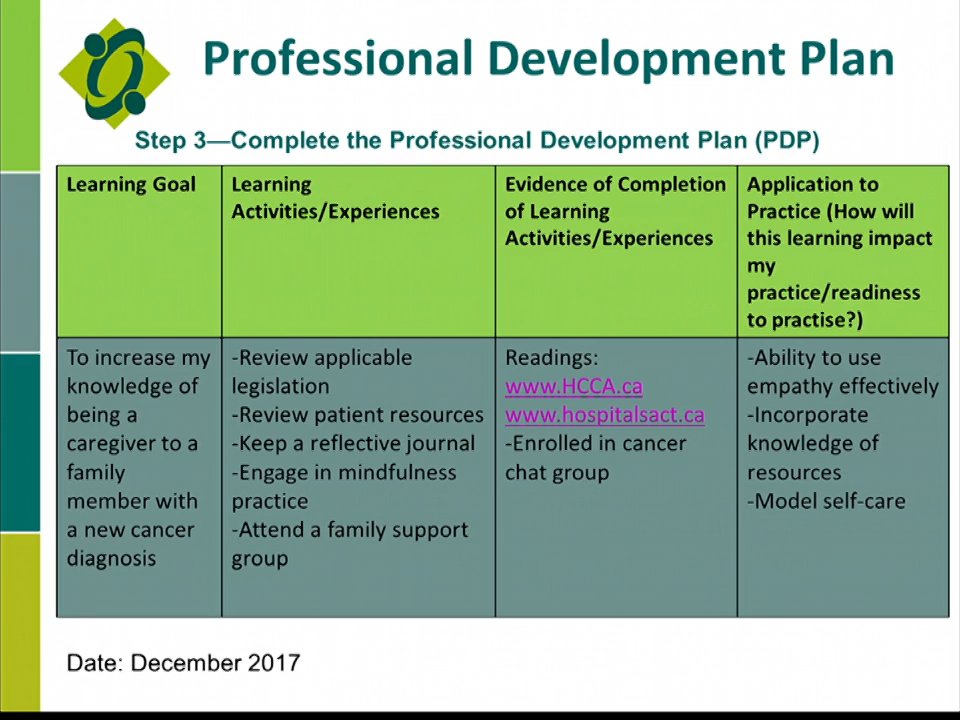 Professional Development Plan
Step 3—Complete the Professional Development Plan (PDP)
Learning Goal
Learning
Activities/Experiences
Evidence of Completion
of Learning
Activities/Experiences
Application to
Practice (How will
this learning impact
my
practice/readiness
to practise?)
To increase my
knowledge of
being a
caregiver to a
family
member with
a new cancer
diagnosis
-Review applicable
legislation
-Review patient resources
-Keep a reflective journal
-Engage in mindfulness
practice
-Attend a family support
group
Readings:
www.HCCA.ca
www.hospitalsact.ca
-Enrolled in cancer
chat group
-Ability to use
empathy effectively
-Incorporate
knowledge of
resources
-Model self-care
Date: December 2017